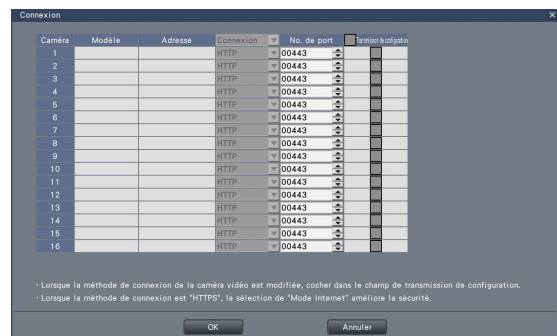 Connexion ×
Caméra Modèle Adresse Connexion No. de port Transmission de configuration
1 HTTP 00443
2 HTTP 00443
3 HTTP 00443
4 HTTP 00443
5 HTTP 00443
6 HTTP 00443
7 HTTP 00443
8 HTTP 00443
9 HTTP 00443
10 HTTP 00443
11 HTTP 00443
12 HTTP 00443
13 HTTP 00443
14 HTTP 00443
15 HTTP 00443
16 HTTP 00443
· Lorsque la méthode de connexion de la caméra vidéo est modifiée, cocher dans le champ de transmission de configuration.
· Lorsque la méthode de connexion est "HTTPS", la sélection de "Mode Internet" améliore la sécurité.
OK Annuler